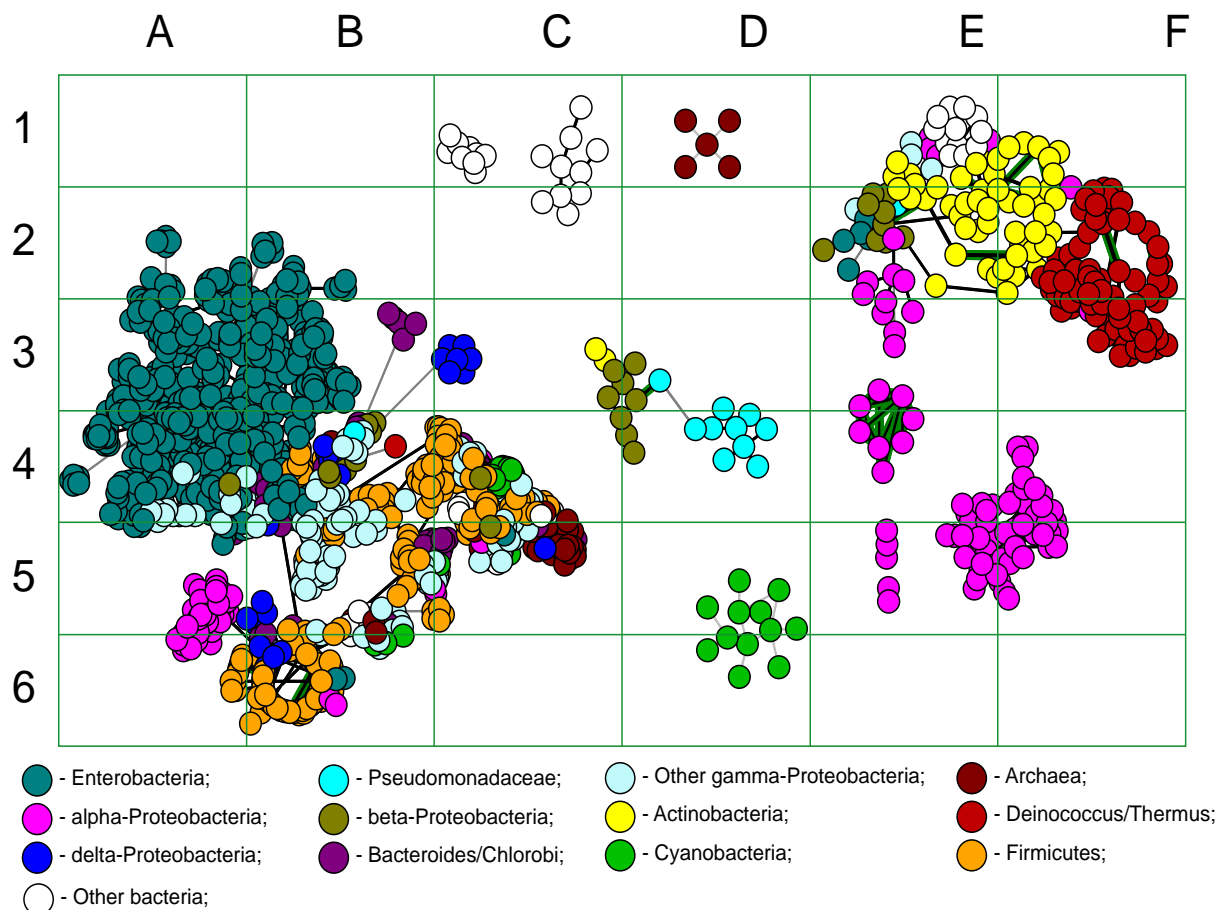 A B C D E F
1
2
3
4
5
6
- Enterobacteria; - Pseudomonadaceae; - Other gamma-Proteobacteria; - Archaea;
- alpha-Proteobacteria; - beta-Proteobacteria; - Actinobacteria; - Deinococcus/Thermus;
- delta-Proteobacteria; - Bacteroides/Chlorobi; - Cyanobacteria; - Firmicutes;
- Other bacteria;